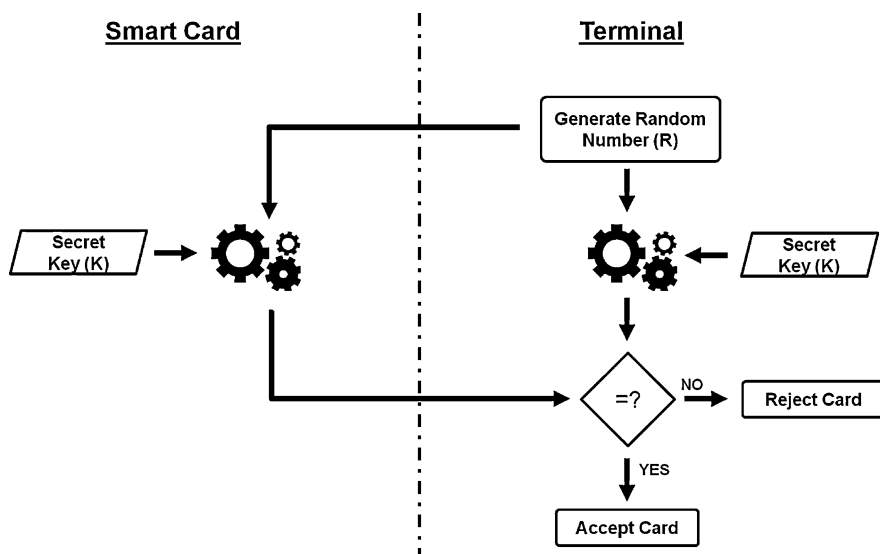 Smart Card
Terminal
Generate Random
Number (R)
Secret
Key (K)
Secret
Key (K)
=?
NO
Reject Card
YES
Accept Card